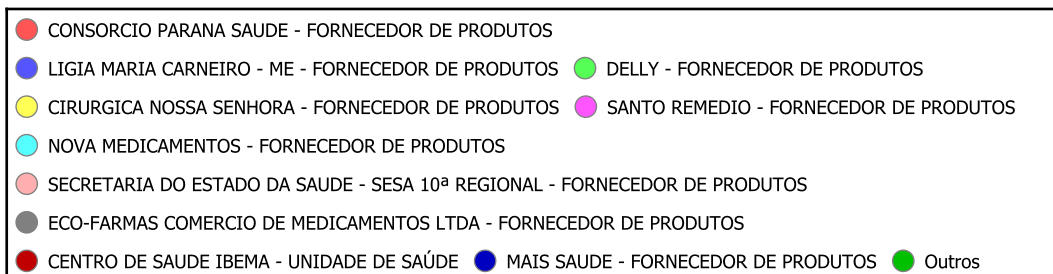 CONSORCIO PARANA SAUDE - FORNECEDOR DE PRODUTOS
LIGIA MARIA CARNEIRO - ME - FORNECEDOR DE PRODUTOS DELLY - FORNECEDOR DE PRODUTOS
CIRURGICA NOSSA SENHORA - FORNECEDOR DE PRODUTOS SANTO REMEDIO - FORNECEDOR DE PRODUTOS
NOVA MEDICAMENTOS - FORNECEDOR DE PRODUTOS
SECRETARIA DO ESTADO DA SAUDE - SESA 10ª REGIONAL - FORNECEDOR DE PRODUTOS
ECO-FARMAS COMERCIO DE MEDICAMENTOS LTDA - FORNECEDOR DE PRODUTOS
CENTRO DE SAUDE IBEMA - UNIDADE DE SAÚDE MAIS SAUDE - FORNECEDOR DE PRODUTOS Outros